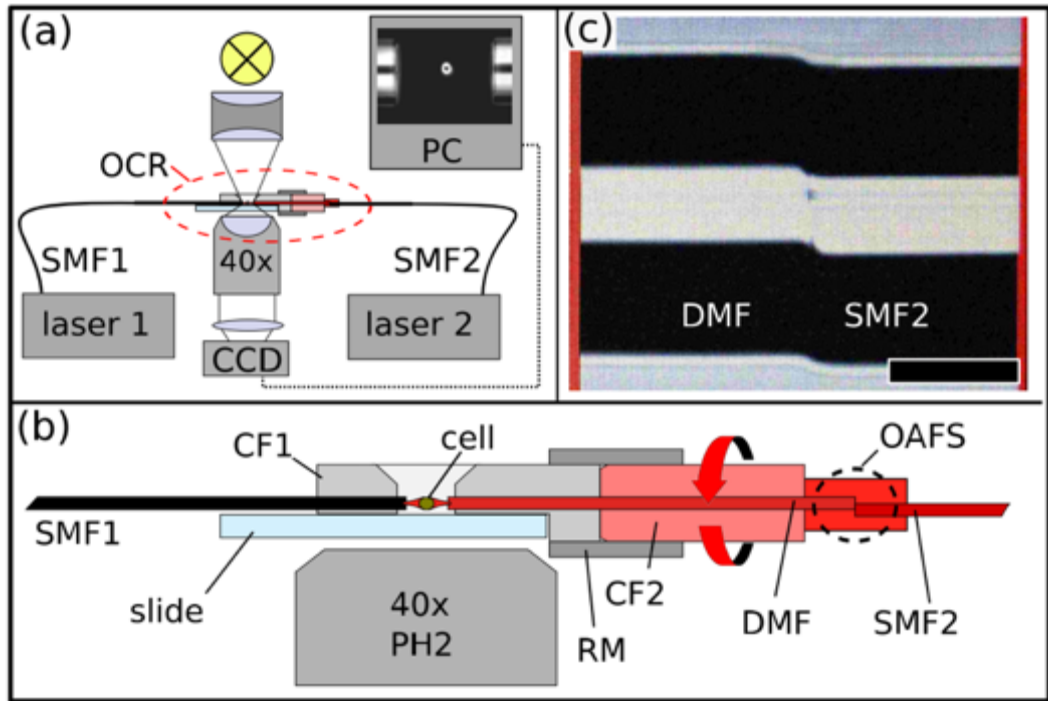 (a)
OCR
SMF1
SMF2
40x
laser 1
laser 2
CCD
PC
(c)
DMF
SMF2
(b)
CF1
cell
OAFS
SMF1
slide
40x
PH2
RM
CF2
DMF
SMF2